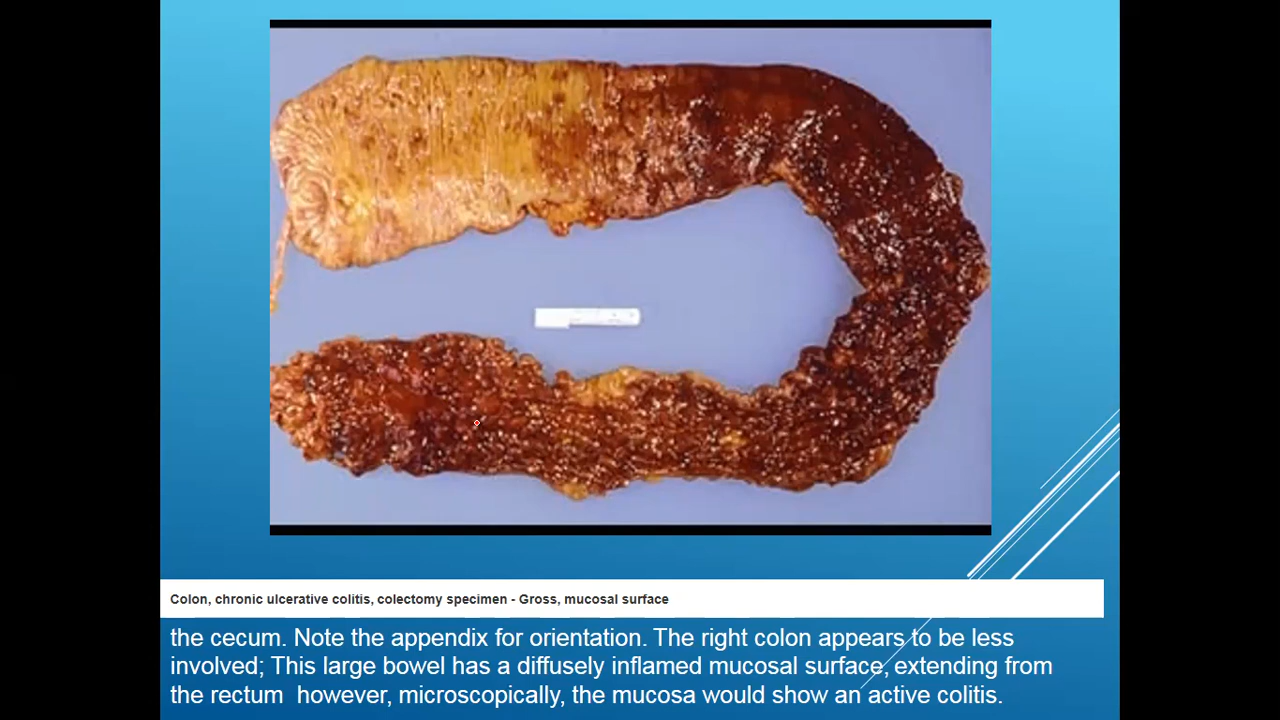 Colon, chronic ulcerative colitis, colectomy specimen - Gross, mucosal surface
the cecum. Note the appendix for orientation. The right colon appears to be less
involved; This large bowel has a diffusely inflamed mucosal surface, extending from
the rectum however, microscopically, the mucosa would show an active colitis.